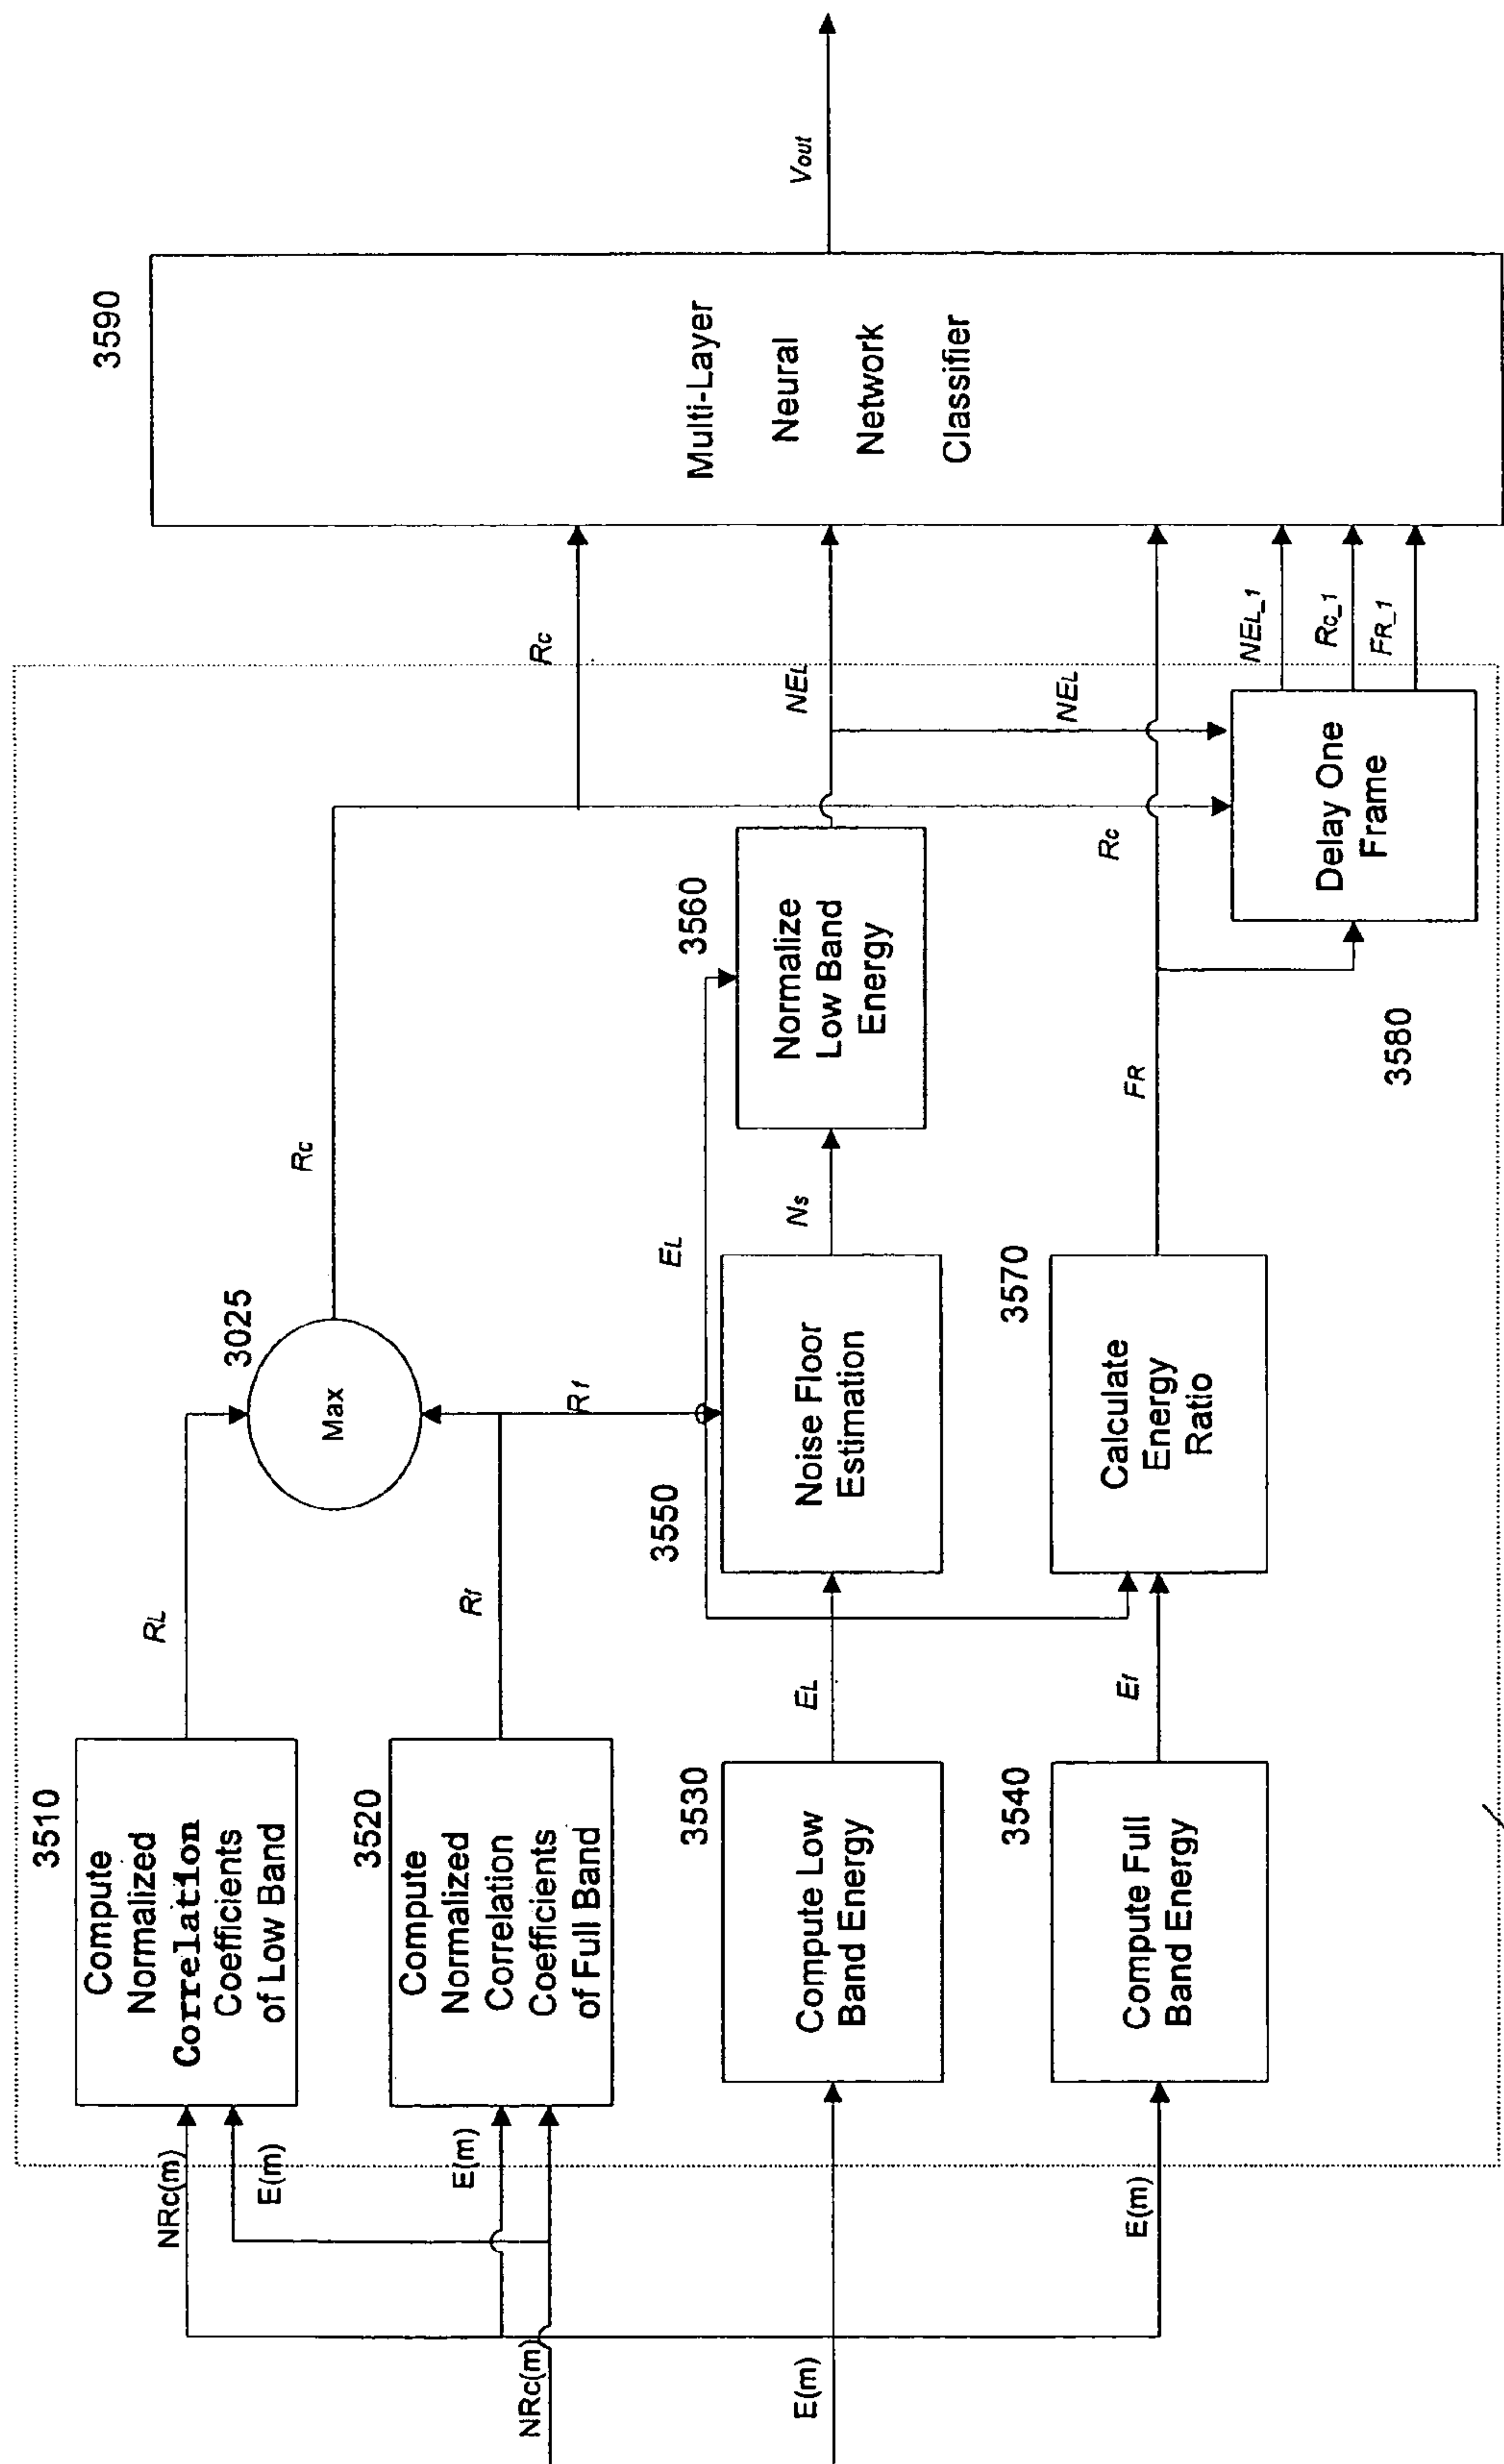 3510
Compute
Normalized
Correlation
Coefficients
of Low Band
3520
Compute
Normalized
Correlation
Coefficients
of Full Band
3530
Compute Low
Band Energy
3540
Compute Full
Band Energy
NRc(m)
E(m)
E(m)
NRc(m)
E(m)
E(m)
RL
Rf
EL
Ef
3025
Max
Rf
3550
Noise Floor
Estimation
3570
Calculate
Energy
Ratio
Rc
EL
Ns
FR
3560
Normalize
Low Band
Energy
3580
Delay One
Frame
Rc
NEL
NEL
Rc
NEL_1
Rc_1
FR_1
3590
Multi-Layer
Neural
Network
Classifier
Vout